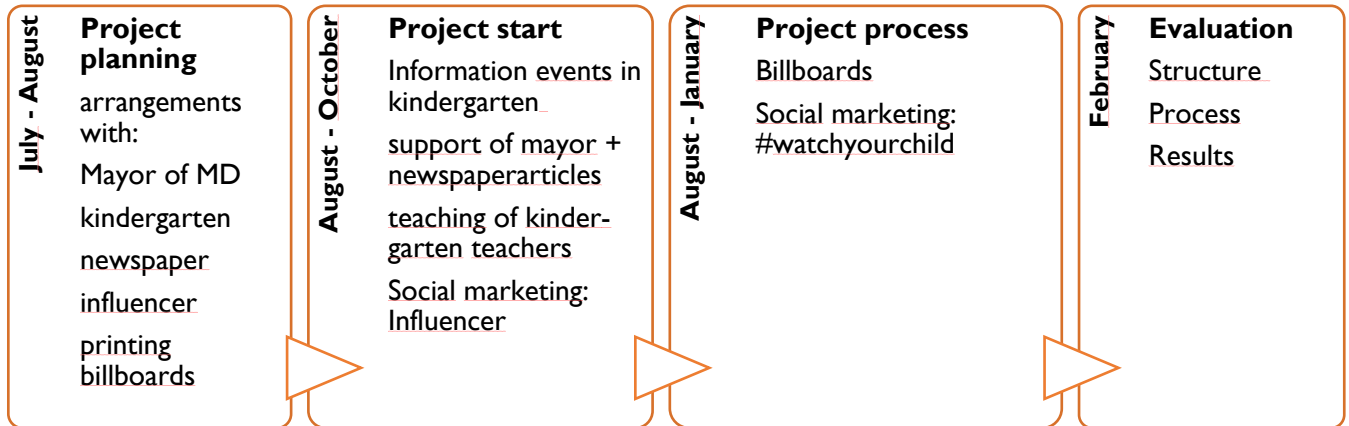 July - August
Project
planning
arrangements
with:
Mayor of MD
kindergarten
newspaper
influencer
printing
billboards
August - October
Project start
Information events in
kindergarten
support of mayor +
newspaperarticles
teaching of kinder-
garten teachers
Social marketing:
Influencer
August - January
Project process
Billboards
Social marketing:
#watchyourchild
February
Evaluation
Structure
Process
Results